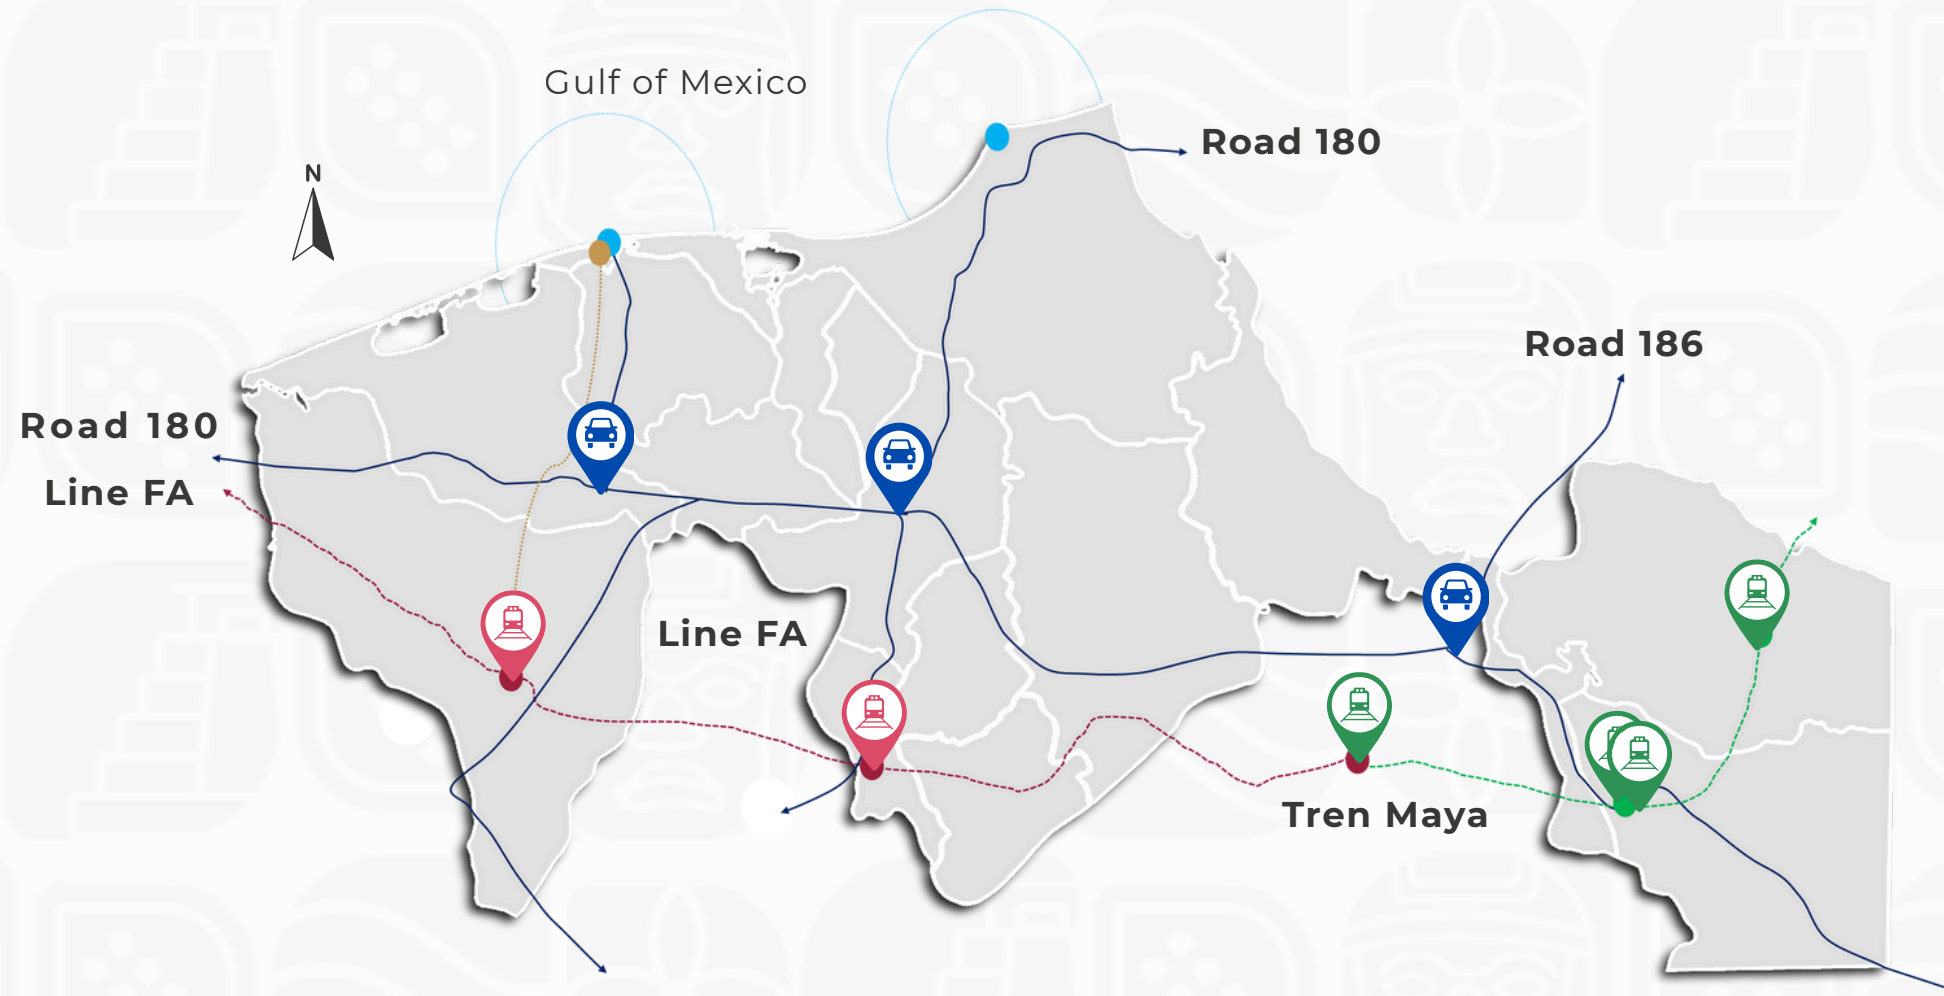 Gulf of Mexico
Road 180
N
Road 186
Road 180
Line FA
Line FA
Tren Maya